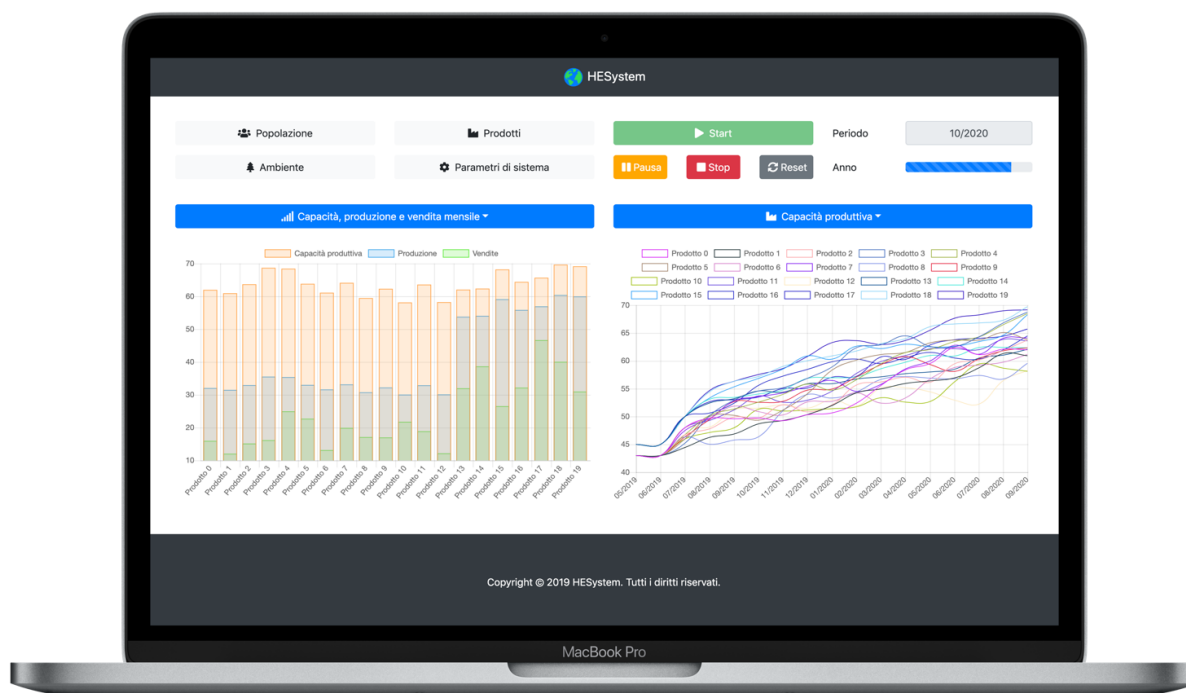 HESystem
Popolazione
Prodotti
Start
Periodo
10/2020
Ambiente
Parametri di sistema
Pausa
Stop
Reset
Anno
Capacità, produzione e vendita mensile
Capacità produttiva
Capacità produttiva
Produzione
Vendite
70
60
50
40
30
20
10
Prodotto 0
Prodotto 1
Prodotto 2
Prodotto 3
Prodotto 4
Prodotto 5
Prodotto 6
Prodotto 7
Prodotto 8
Prodotto 9
Prodotto 10
Prodotto 11
Prodotto 12
Prodotto 13
Prodotto 14
Prodotto 15
Prodotto 16
Prodotto 17
Prodotto 18
Prodotto 19
Prodotto 0 Prodotto 1 Prodotto 2 Prodotto 3 Prodotto 4
Prodotto 5 Prodotto 6 Prodotto 7 Prodotto 8 Prodotto 9
Prodotto 10 Prodotto 11 Prodotto 12 Prodotto 13 Prodotto 14
Prodotto 15 Prodotto 16 Prodotto 17 Prodotto 18 Prodotto 19
70
65
60
55
50
45
40
05/2019
06/2019
07/2019
08/2019
09/2019
10/2019
11/2019
12/2019
01/2020
02/2020
03/2020
04/2020
05/2020
06/2020
07/2020
08/2020
09/2020
Copyright © 2019 HESystem. Tutti i diritti riservati.
MacBook Pro